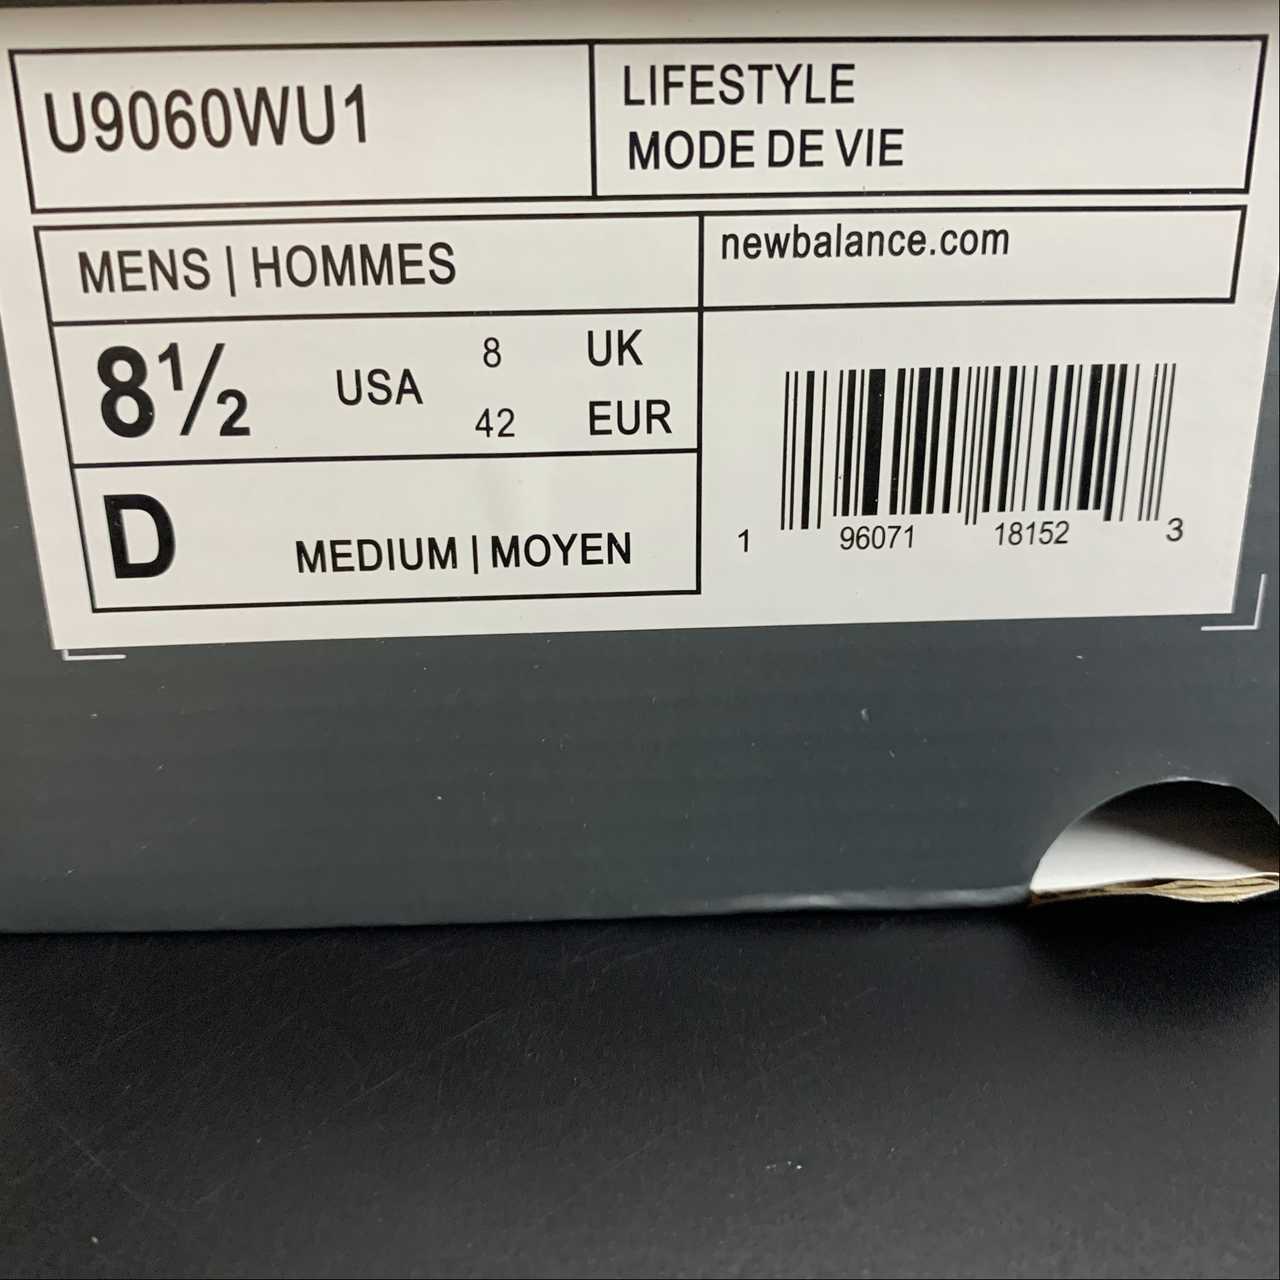 U9060WU1
LIFESTYLE
MODE DE VIE
MENS | HOMMES
newbalance.com
8½ USA
8 UK
42 EUR
D MEDIUM | MOYEN
1 96071 18152 3